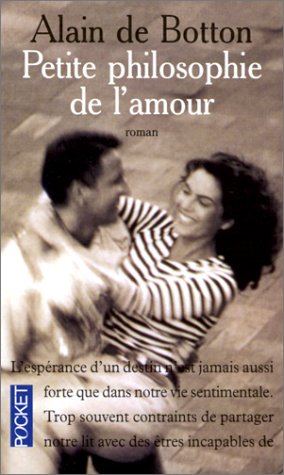 Alain de Botton
Petite philosophie
de l'amour
roman
L'espérance d'un destin n'est jamais aussi
forte que dans notre vie sentimentale.
Trop souvent contraints de partager
notre lit avec des êtres incapables de
POCKET